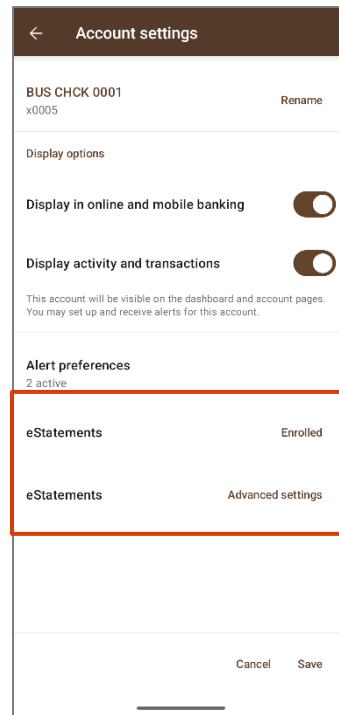 Account settings
BUS CHCK 0001
x0005
Rename
Display options
Display in online and mobile banking
Display activity and transactions
This account will be visible on the dashboard and account pages.
You may set up and receive alerts for this account.
Alert preferences
2 active
eStatements
Enrolled
eStatements
Advanced settings
Cancel
Save